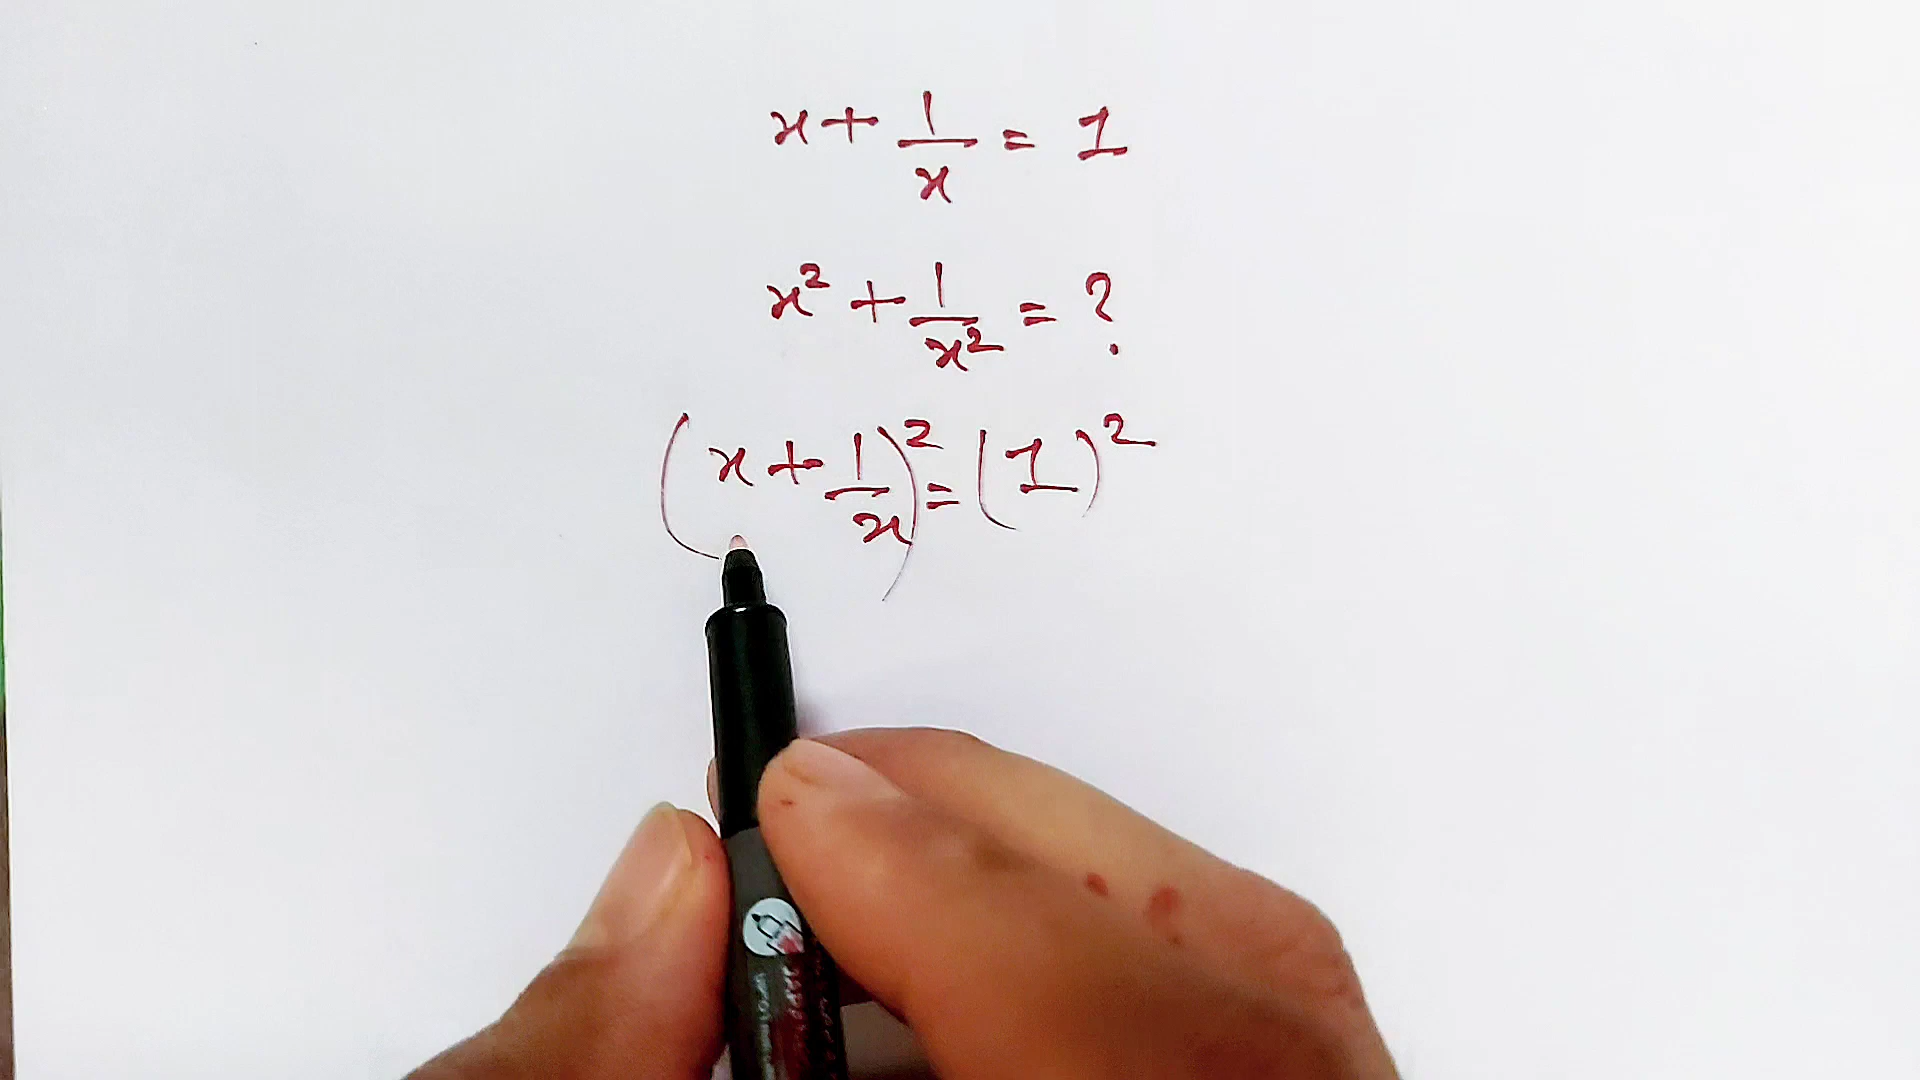 x + 1/x = 1
x² + 1/x² = ?
(x + 1/x)² = (1)²